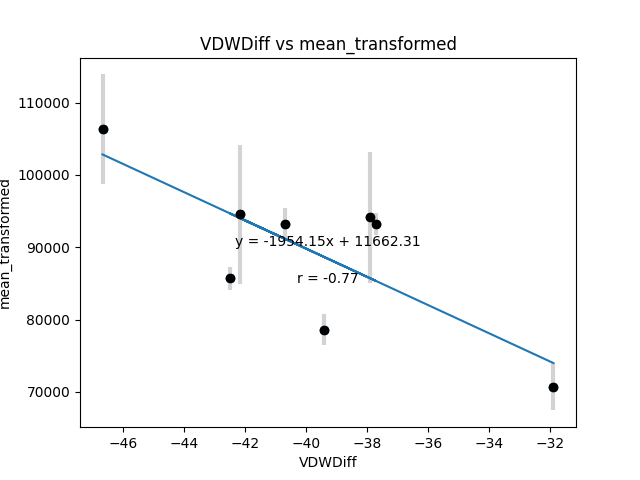 VDWDiff vs mean_transformed
mean_transformed
110000
100000
90000
80000
70000
y = -1954.15x + 11662.31
r = -0.77
−46 −44 −42 −40 −38 −36 −34 −32
VDWDiff